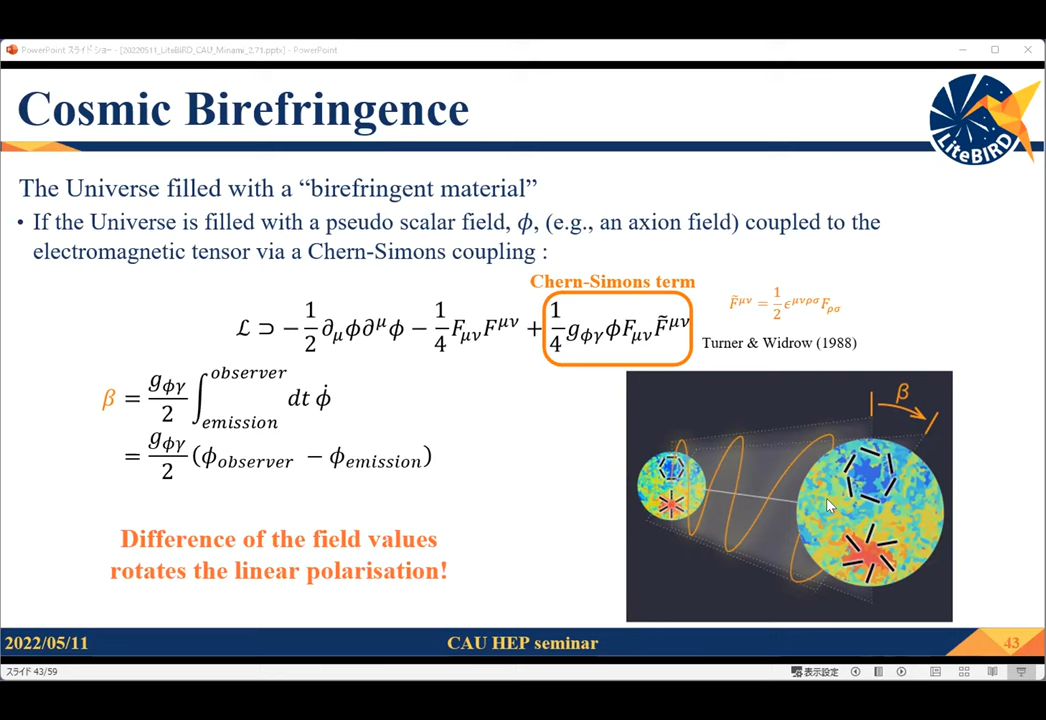 PowerPoint スライド ショー - [20220511_LiteBIRD_CAU_Minami_2.71.pptx] - PowerPoint
Cosmic Birefringence
LiteBIRD
The Universe filled with a “birefringent material”
• If the Universe is filled with a pseudo scalar field, ϕ, (e.g., an axion field) coupled to the
electromagnetic tensor via a Chern-Simons coupling :
Chern-Simons term
ℒ ⊃ − 1/2 ∂_μ ϕ ∂^μ ϕ − 1/4 F_μν F^μν + 1/4 g_ϕγ ϕ F_μν F̃^μν
F̃^μν = 1/2 ϵ^μνρσ F_ρσ
Turner & Widrow (1988)
β = g_ϕγ/2 ∫_emission^observer dt ϕ̇
= g_ϕγ/2 (ϕ_observer − ϕ_emission)
β
Difference of the field values
rotates the linear polarisation!
2022/05/11
CAU HEP seminar
43
スライド 43/59
表示設定